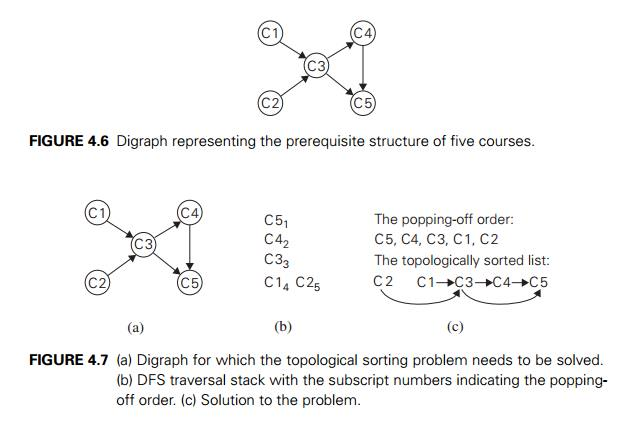 C1 C4
C3
C2 C5
FIGURE 4.6 Digraph representing the prerequisite structure of five courses.
C1 C4
C3
C2 C5
(a)
C5₁
C4₂
C3₃
C1₄ C2₅
(b)
The popping-off order:
C5, C4, C3, C1, C2
The topologically sorted list:
C2 C1→C3→C4→C5
(c)
FIGURE 4.7 (a) Digraph for which the topological sorting problem needs to be solved.
(b) DFS traversal stack with the subscript numbers indicating the popping-
off order. (c) Solution to the problem.